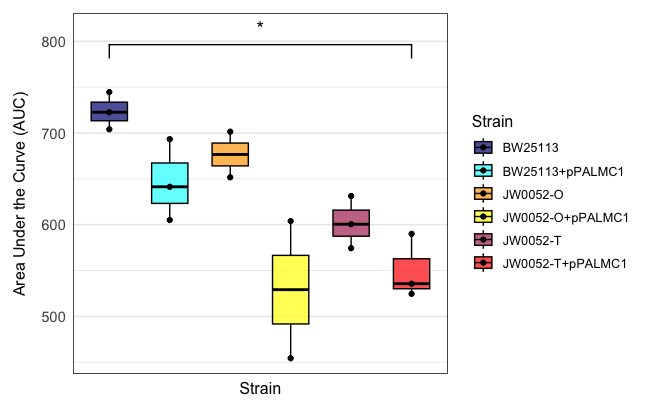 *
800
700
600
500
Area Under the Curve (AUC)
Strain
Strain
BW25113
BW25113+pPALMC1
JW0052-O
JW0052-O+pPALMC1
JW0052-T
JW0052-T+pPALMC1